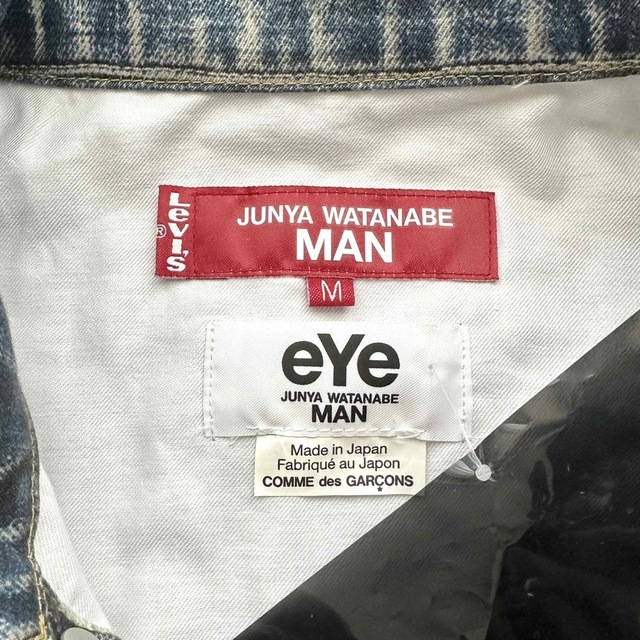 Levi's
®
JUNYA WATANABE
MAN
M
eYe
JUNYA WATANABE
MAN
Made in Japan
Fabriqué au Japon
COMME des GARÇONS